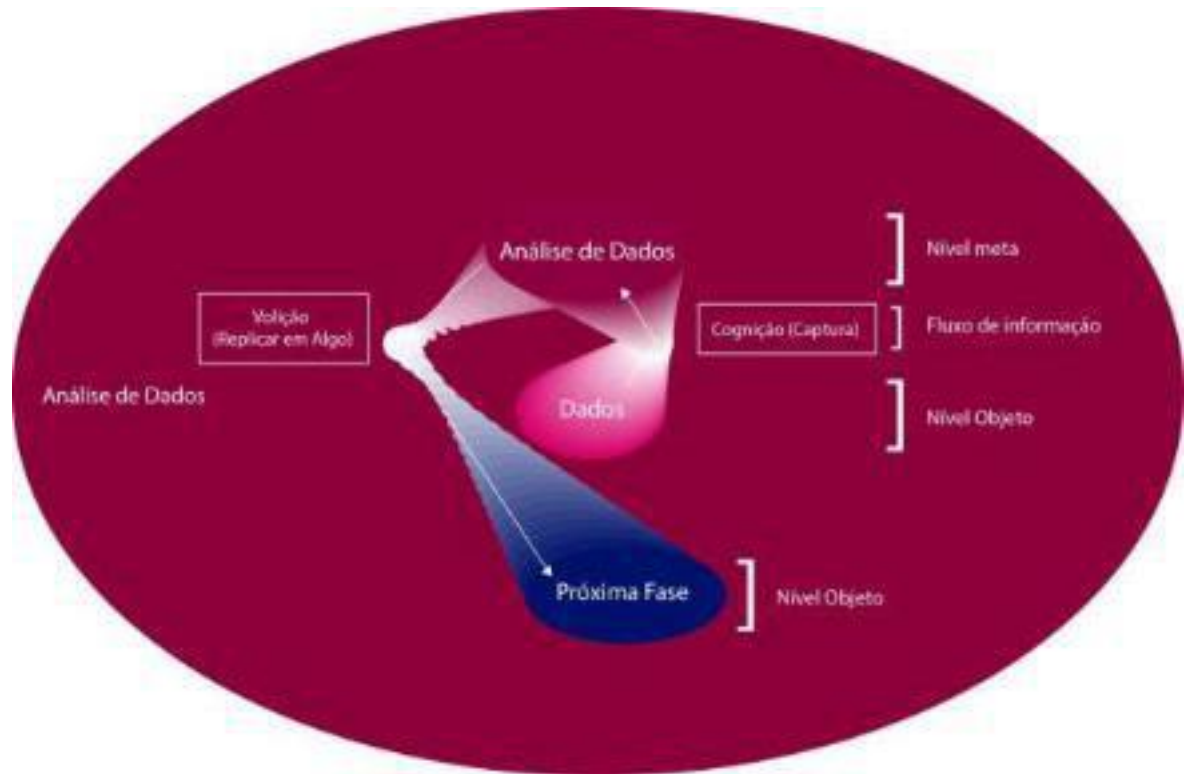 Análise de Dados
Nível meta
Volição
(Replicar em Algo)
Cognição (Captura)
Fluxo de informação
Análise de Dados
Dados
Nível Objeto
Próxima Fase
Nível Objeto